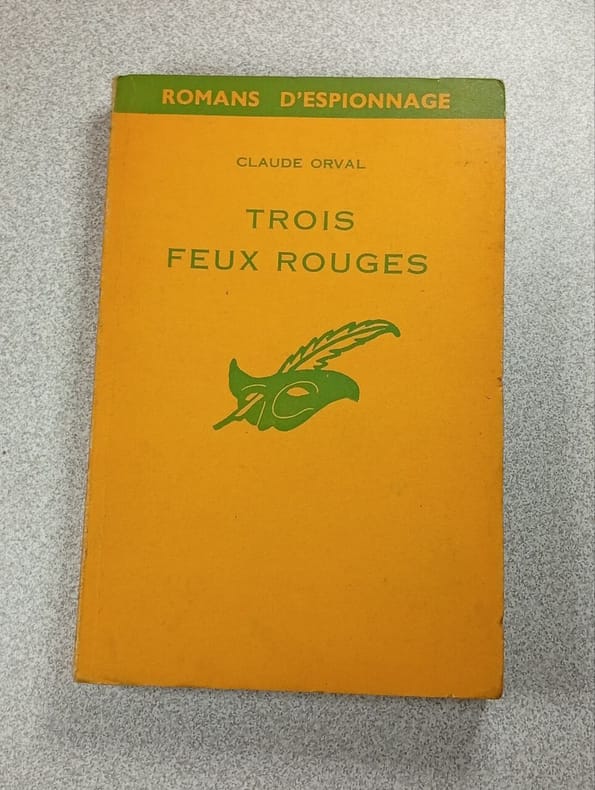 ROMANS D'ESPIONNAGE
CLAUDE ORVAL
TROIS
FEUX ROUGES